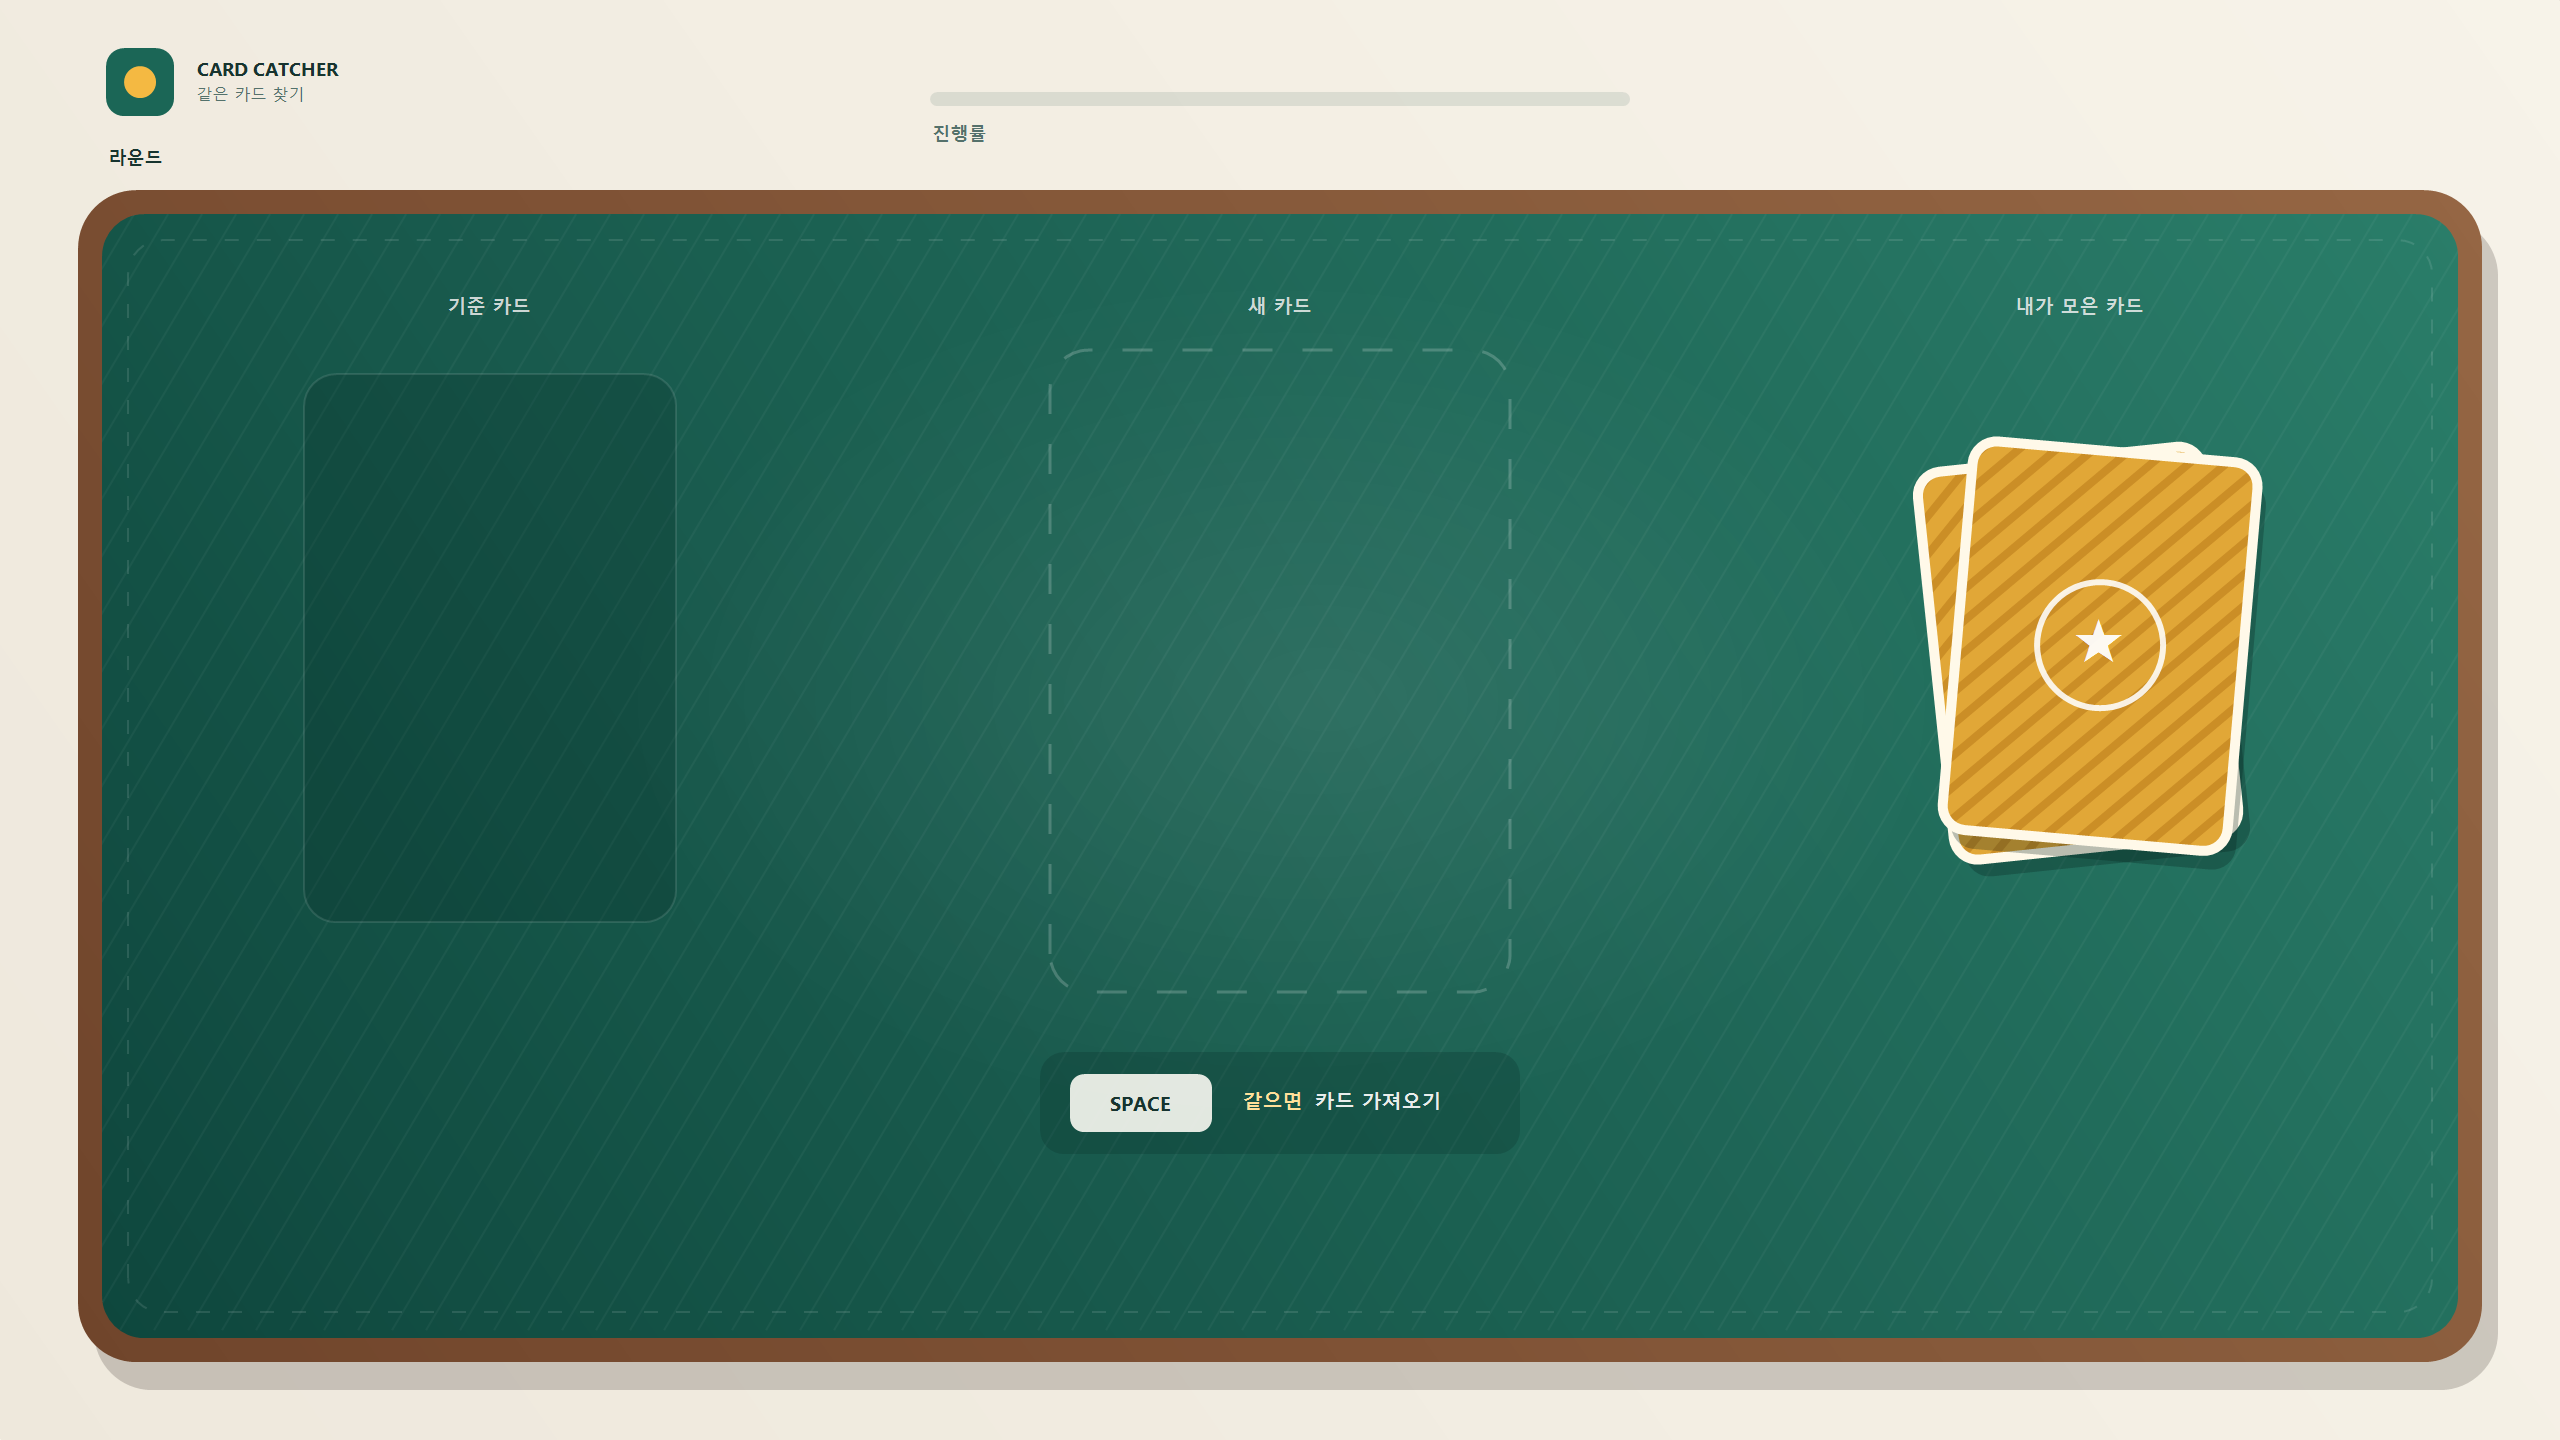 CARD CATCHER
같은 카드 찾기
진행률
라운드
기준 카드
새 카드
내가 모은 카드
SPACE
같으면 카드 가져오기